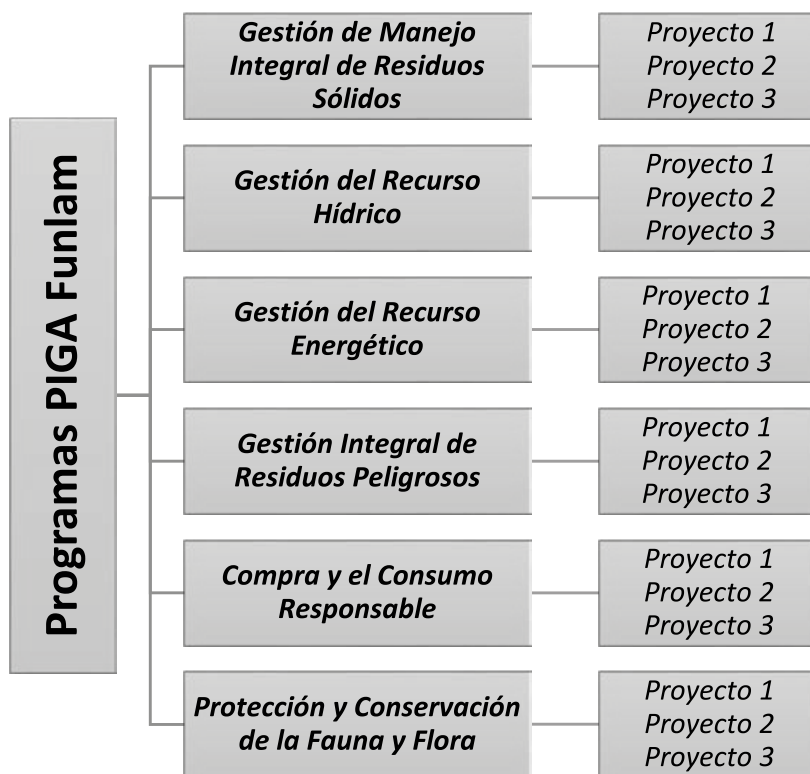 Programas PIGA Funlam
Gestión de Manejo
Integral de Residuos
Sólidos
Proyecto 1
Proyecto 2
Proyecto 3
Gestión del Recurso
Hídrico
Proyecto 1
Proyecto 2
Proyecto 3
Gestión del Recurso
Energético
Proyecto 1
Proyecto 2
Proyecto 3
Gestión Integral de
Residuos Peligrosos
Proyecto 1
Proyecto 2
Proyecto 3
Compra y el Consumo
Responsable
Proyecto 1
Proyecto 2
Proyecto 3
Protección y Conservación
de la Fauna y Flora
Proyecto 1
Proyecto 2
Proyecto 3